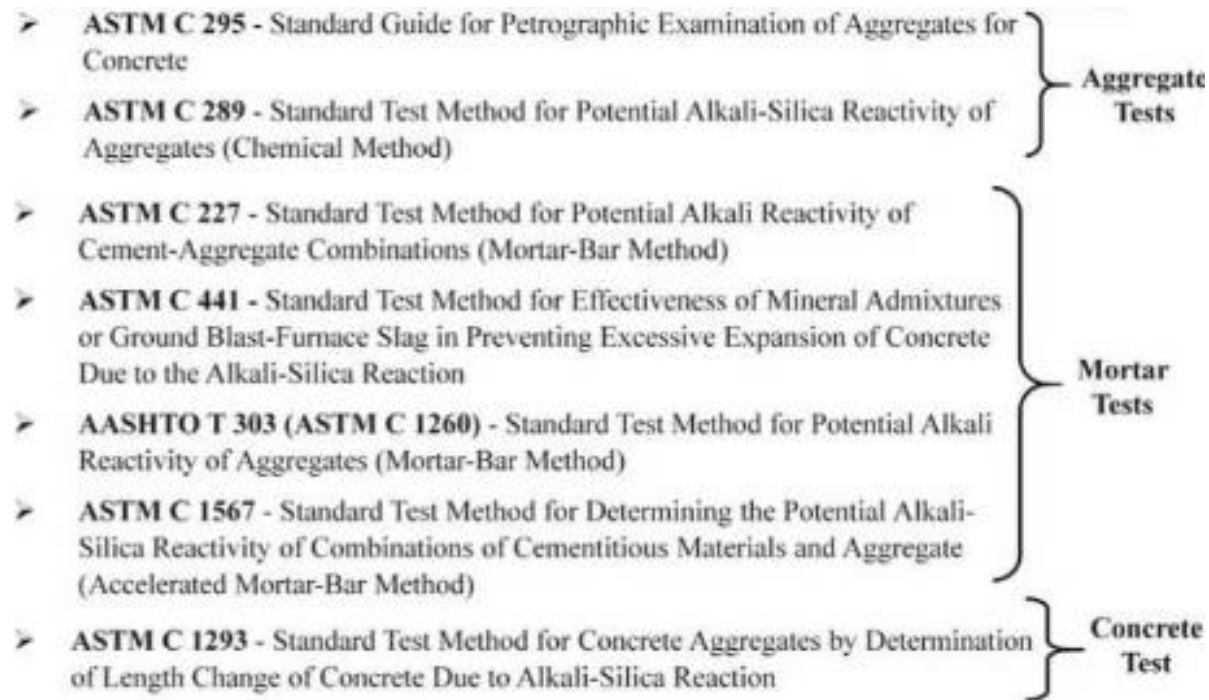 ➢ ASTM C 295 - Standard Guide for Petrographic Examination of Aggregates for
Concrete
➢ ASTM C 289 - Standard Test Method for Potential Alkali-Silica Reactivity of
Aggregates (Chemical Method)
Aggregate
Tests
➢ ASTM C 227 - Standard Test Method for Potential Alkali Reactivity of
Cement-Aggregate Combinations (Mortar-Bar Method)
➢ ASTM C 441 - Standard Test Method for Effectiveness of Mineral Admixtures
or Ground Blast-Furnace Slag in Preventing Excessive Expansion of Concrete
Due to the Alkali-Silica Reaction
➢ AASHTO T 303 (ASTM C 1260) - Standard Test Method for Potential Alkali
Reactivity of Aggregates (Mortar-Bar Method)
➢ ASTM C 1567 - Standard Test Method for Determining the Potential Alkali-
Silica Reactivity of Combinations of Cementitious Materials and Aggregate
(Accelerated Mortar-Bar Method)
Mortar
Tests
➢ ASTM C 1293 - Standard Test Method for Concrete Aggregates by Determination
of Length Change of Concrete Due to Alkali-Silica Reaction
Concrete
Test